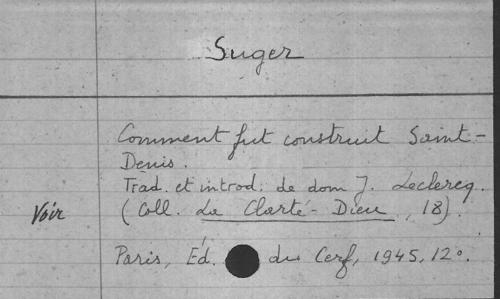 Suger
Comment fut construit Saint-
Denis.
Trad. et introd. de dom J. Leclercq.
Voir (Coll. La Clarté-Dieu, 18).
Paris, Éd. du Cerf, 1945, 12°.